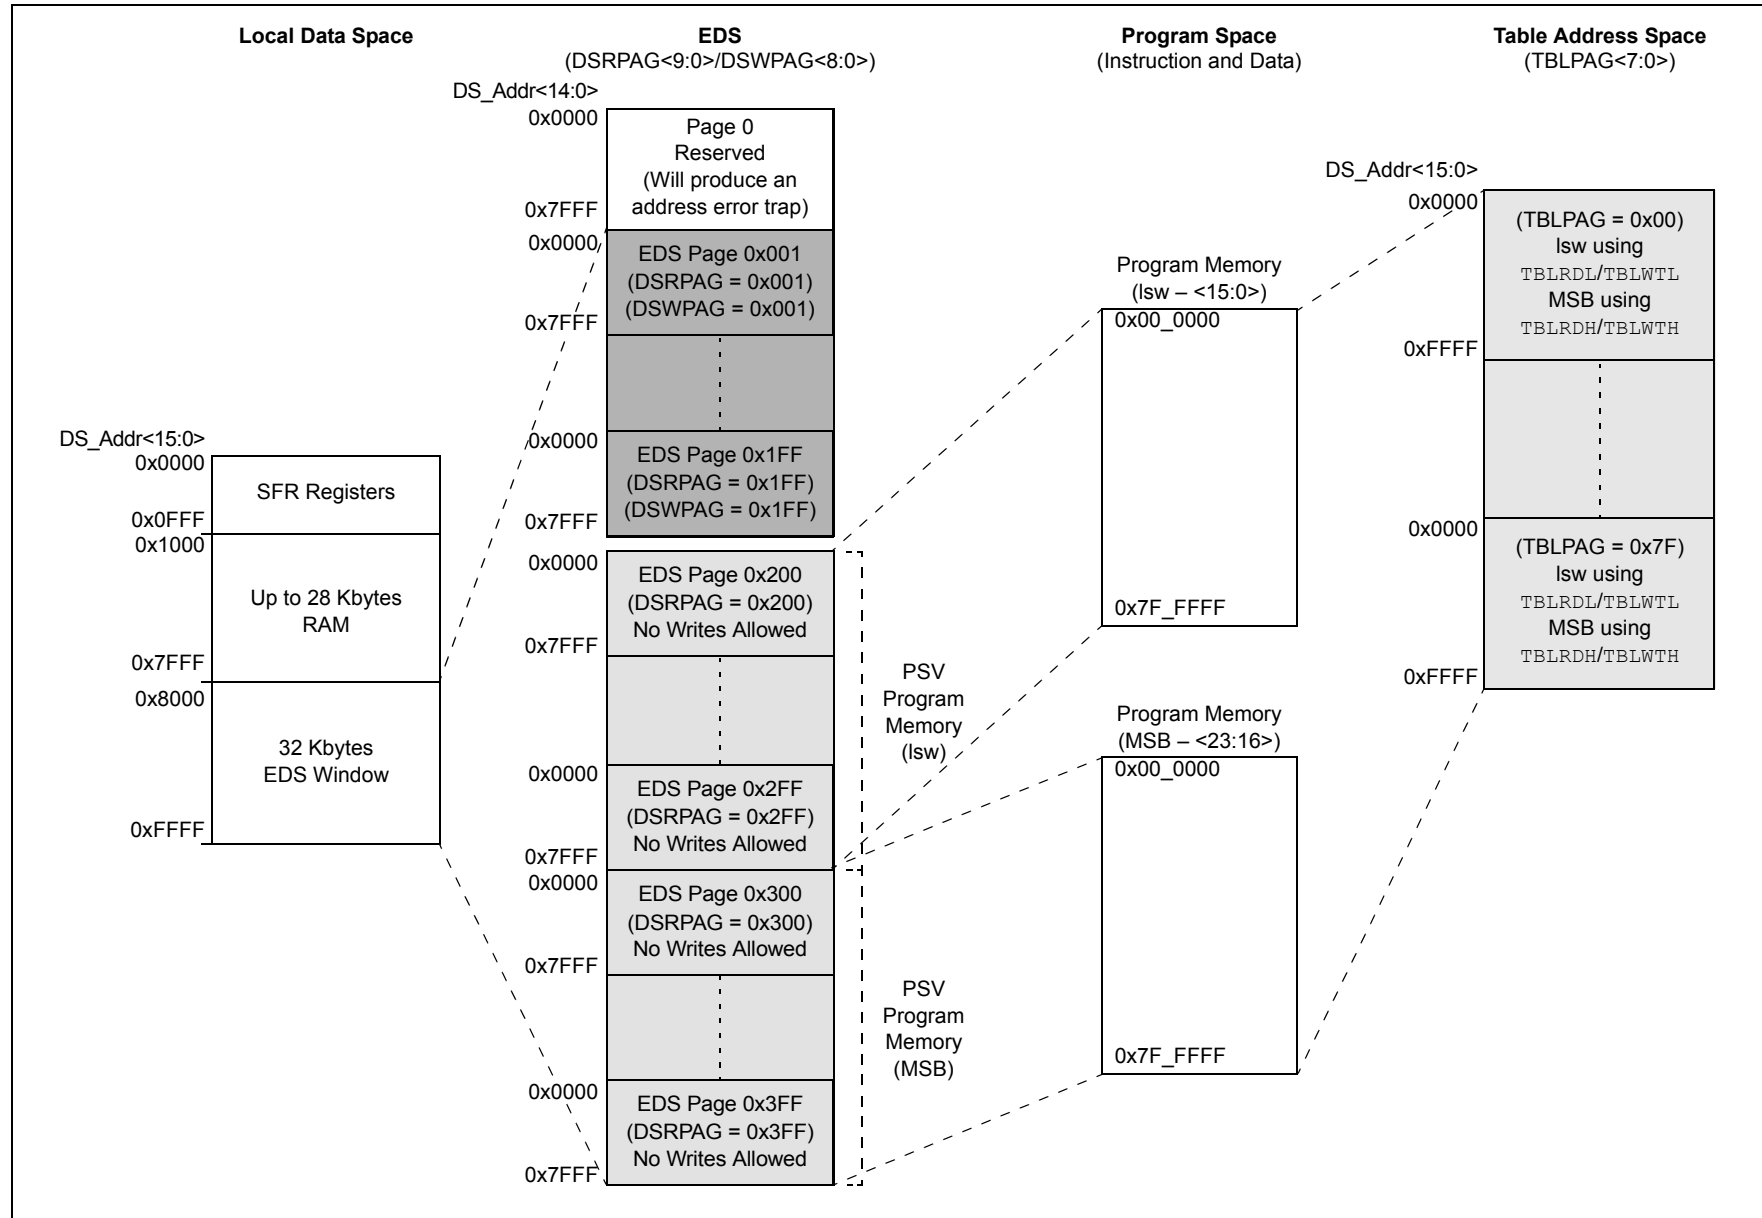 Local Data Space
DS_Addr<15:0>
0x0000
SFR Registers
0x0FFF
0x1000
Up to 28 Kbytes
RAM
0x7FFF
0x8000
32 Kbytes
EDS Window
0xFFFF
EDS
(DSRPAG<9:0>/DSWPAG<8:0>)
DS_Addr<14:0>
0x0000
Page 0
Reserved
(Will produce an
address error trap)
0x7FFF
0x0000
EDS Page 0x001
(DSRPAG = 0x001)
(DSWPAG = 0x001)
0x7FFF
0x0000
EDS Page 0x1FF
(DSRPAG = 0x1FF)
(DSWPAG = 0x1FF)
0x7FFF
0x0000
EDS Page 0x200
(DSRPAG = 0x200)
No Writes Allowed
0x7FFF
0x0000
EDS Page 0x2FF
(DSRPAG = 0x2FF)
No Writes Allowed
0x7FFF
0x0000
EDS Page 0x300
(DSRPAG = 0x300)
No Writes Allowed
0x7FFF
0x0000
EDS Page 0x3FF
(DSRPAG = 0x3FF)
No Writes Allowed
0x7FFF
PSV
Program
Memory
(lsw)
PSV
Program
Memory
(MSB)
Program Space
(Instruction and Data)
Program Memory
(lsw – <15:0>)
0x00_0000
0x7F_FFFF
Program Memory
(MSB – <23:16>)
0x00_0000
0x7F_FFFF
Table Address Space
(TBLPAG<7:0>)
DS_Addr<15:0>
0x0000
(TBLPAG = 0x00)
lsw using
TBLRDL/TBLWTL
MSB using
TBLRDH/TBLWTH
0xFFFF
0x0000
(TBLPAG = 0x7F)
lsw using
TBLRDL/TBLWTL
MSB using
TBLRDH/TBLWTH
0xFFFF